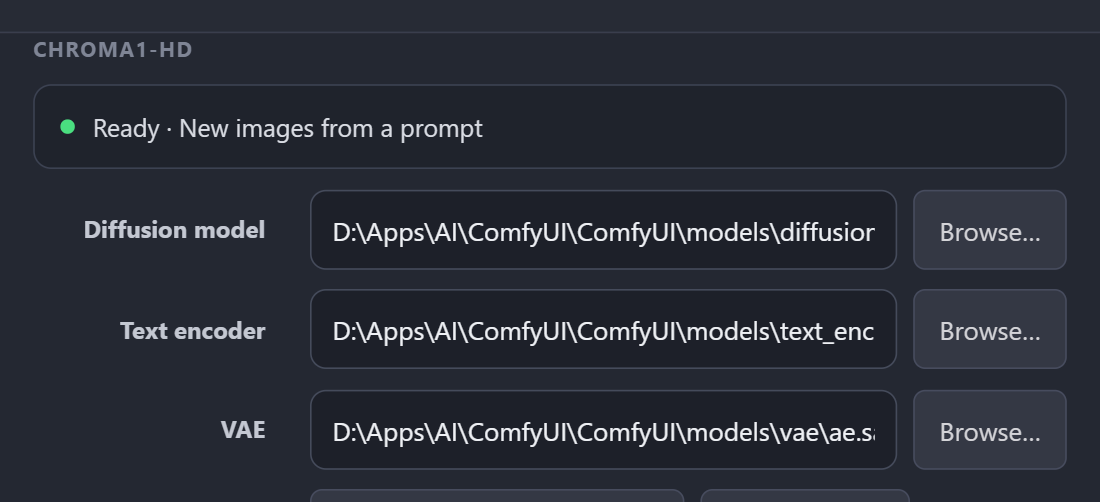 CHROMA1-HD
Ready · New images from a prompt
Diffusion model D:\Apps\AI\ComfyUI\ComfyUI\models\diffusion Browse...
Text encoder D:\Apps\AI\ComfyUI\ComfyUI\models\text_enc Browse...
VAE D:\Apps\AI\ComfyUI\ComfyUI\models\vae\ae.sa Browse...